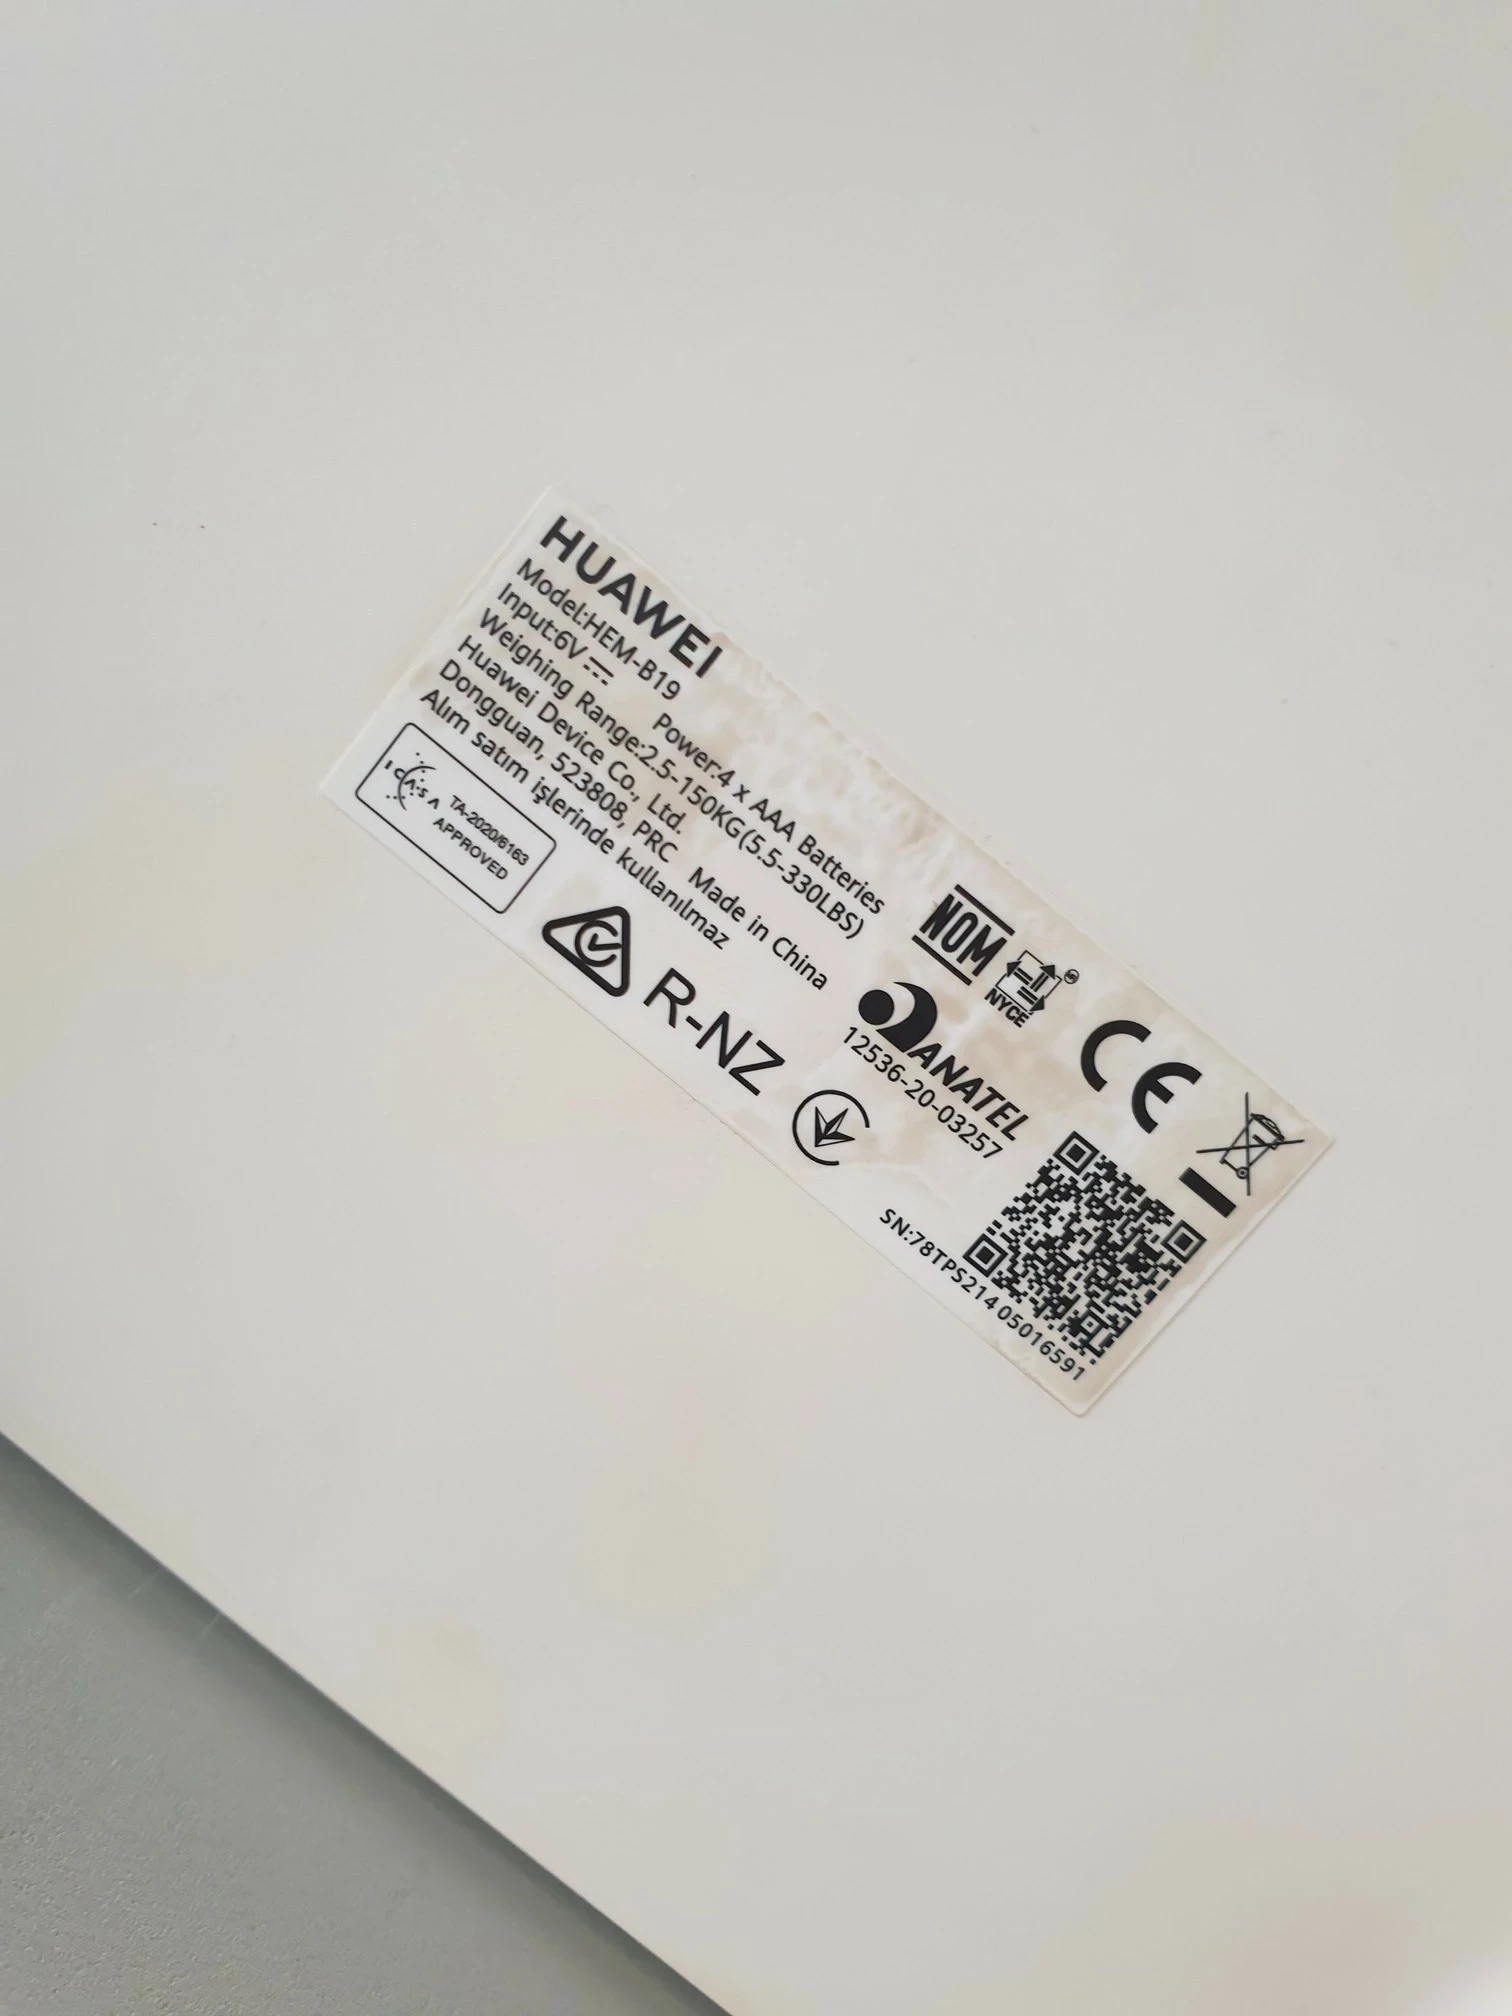 HUAWEI
Model:HEM-B19
Input:6V Power:4 x AAA Batteries
Weighing Range:2.5-150KG(5.5-330LBS)
Huawei Device Co., Ltd.
Dongguan, 523808, PRC Made in China
Alım satım işlerinde kullanılmaz
ICASA TA-2020/6163
APPROVED
R-NZ
NOM
NYCE
ANATEL
12536-20-03257
CE
SN:78TPS21405016591